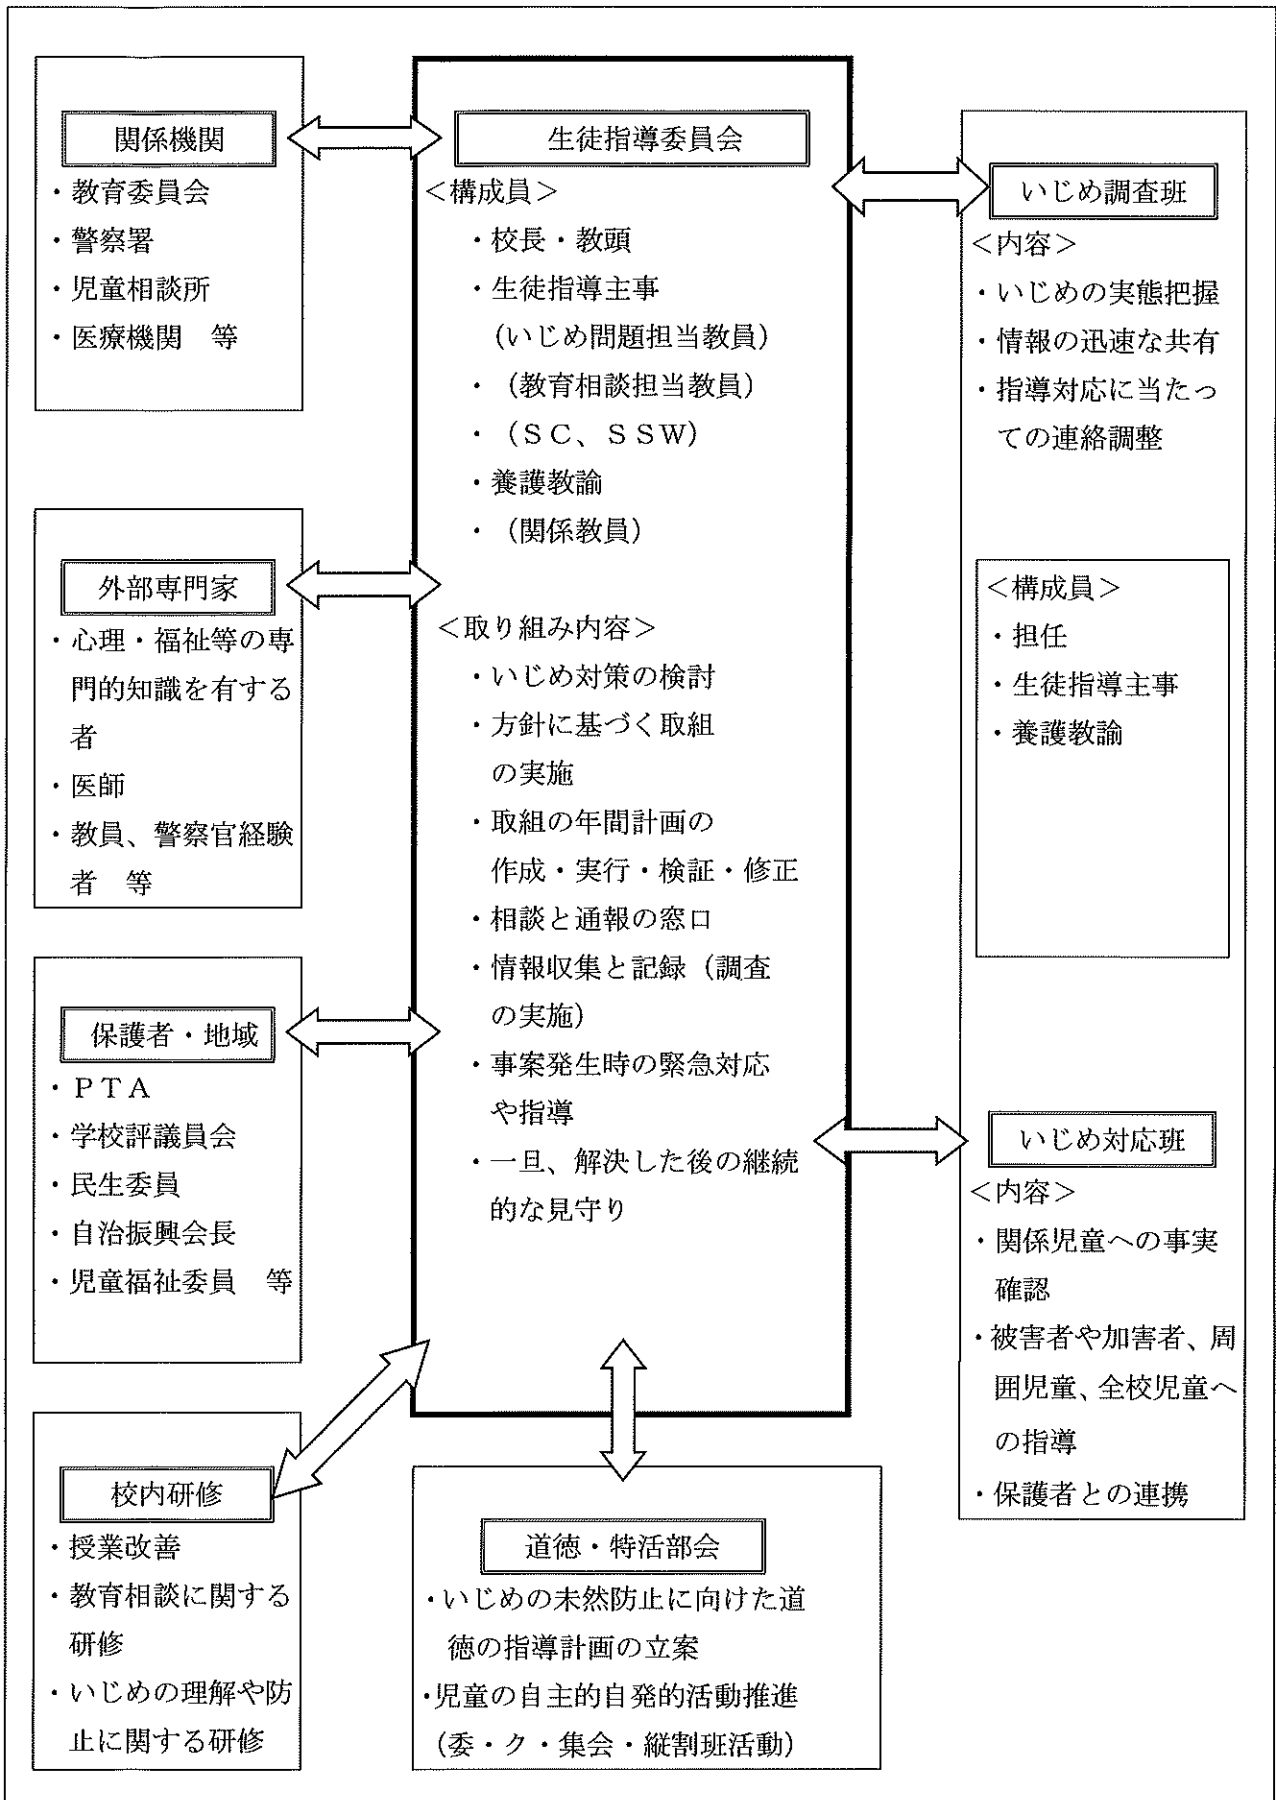 関係機関
・教育委員会
・警察署
・児童相談所
・医療機関　等
外部専門家
・心理・福祉等の専
門的知識を有する
者
・医師
・教員、警察官経験
者　等
保護者・地域
・ＰＴＡ
・学校評議員会
・民生委員
・自治振興会長
・児童福祉委員　等
校内研修
・授業改善
・教育相談に関する
研修
・いじめの理解や防
止に関する研修
生徒指導委員会
＜構成員＞
・校長・教頭
・生徒指導主事
（いじめ問題担当教員）
・（教育相談担当教員）
・（ＳＣ、ＳＳＷ）
・養護教諭
・（関係教員）
＜取り組み内容＞
・いじめ対策の検討
・方針に基づく取組
の実施
・取組の年間計画の
作成・実行・検証・修正
・相談と通報の窓口
・情報収集と記録（調査
の実施）
・事案発生時の緊急対応
や指導
・一旦、解決した後の継続
的な見守り
道徳・特活部会
・いじめの未然防止に向けた道
徳の指導計画の立案
・児童の自主的自発的活動推進
（委・ク・集会・縦割班活動）
いじめ調査班
＜内容＞
・いじめの実態把握
・情報の迅速な共有
・指導対応に当たっ
ての連絡調整
＜構成員＞
・担任
・生徒指導主事
・養護教諭
いじめ対応班
＜内容＞
・関係児童への事実
確認
・被害者や加害者、周
囲児童、全校児童へ
の指導
・保護者との連携